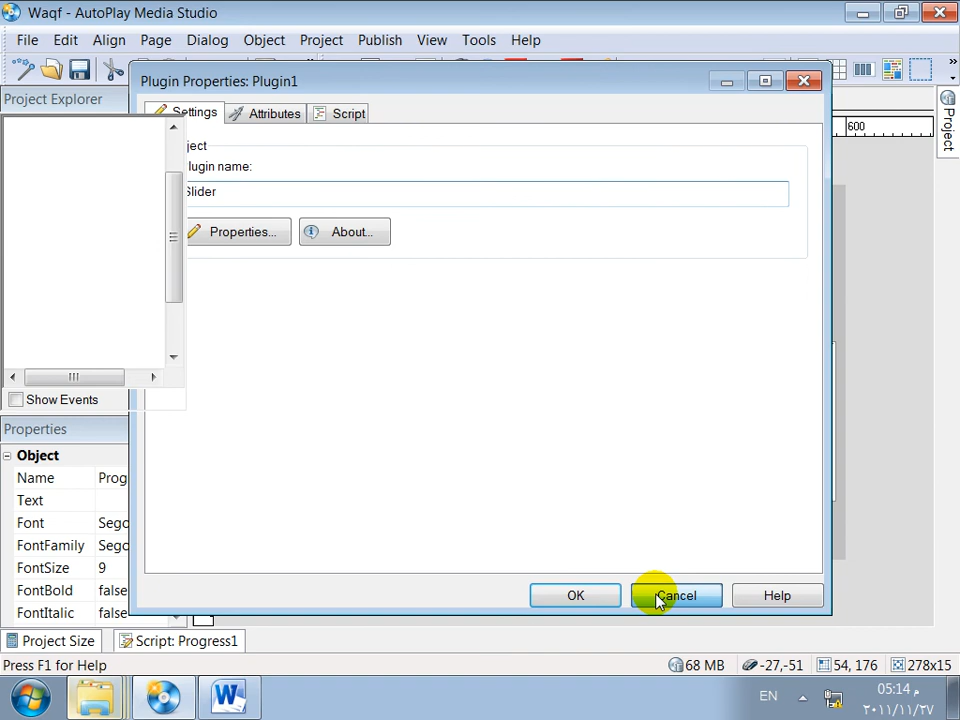 Waqf - AutoPlay Media Studio
File Edit Align Page Dialog Object Project Publish View Tools Help
Project Explorer
Plugin Properties: Plugin1
Settings Attributes Script
ject
lugin name:
Slider
Properties... About...
600
Project
Show Events
Properties
Object
Name Prog
Text
Font Sego
FontFamily Sego
FontSize 9
FontBold false
FontItalic false
OK Cancel Help
Project Size Script: Progress1
Press F1 for Help 68 MB -27,-51 54, 176 278x15
EN 05:14 م
٢٠١١/١١/٢٧